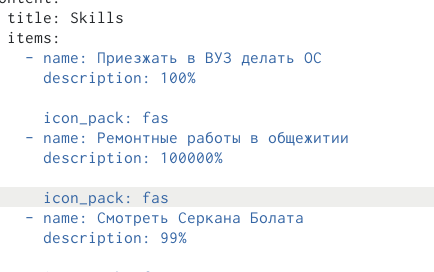 title: Skills
items:
- name: Приезжать в ВУЗ делать ОС
description: 100%
icon_pack: fas
- name: Ремонтные работы в общежитии
description: 100000%
icon_pack: fas
- name: Смотреть Серкана Болата
description: 99%